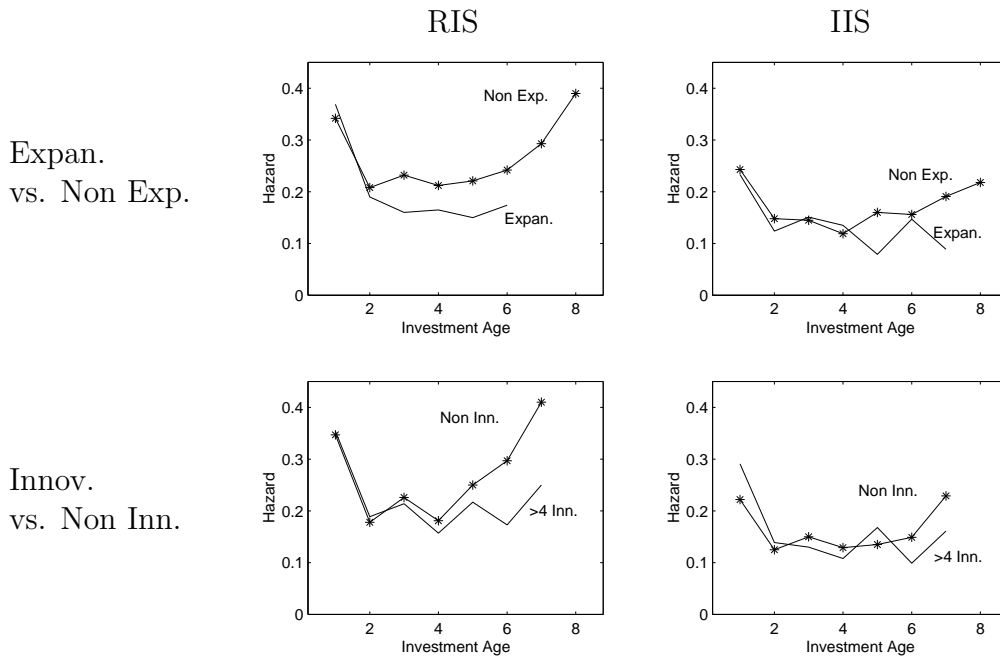 RIS
IIS
Expan.
vs. Non Exp.
0.4
0.3
0.2
0.1
0
Hazard
Non Exp.
Expan.
2
4
6
8
Investment Age
0.4
0.3
0.2
0.1
0
Hazard
Non Exp.
Expan.
2
4
6
8
Investment Age
Innov.
vs. Non Inn.
0.4
0.3
0.2
0.1
0
Hazard
Non Inn.
>4 Inn.
2
4
6
8
Investment Age
0.4
0.3
0.2
0.1
0
Hazard
Non Inn.
>4 Inn.
2
4
6
8
Investment Age